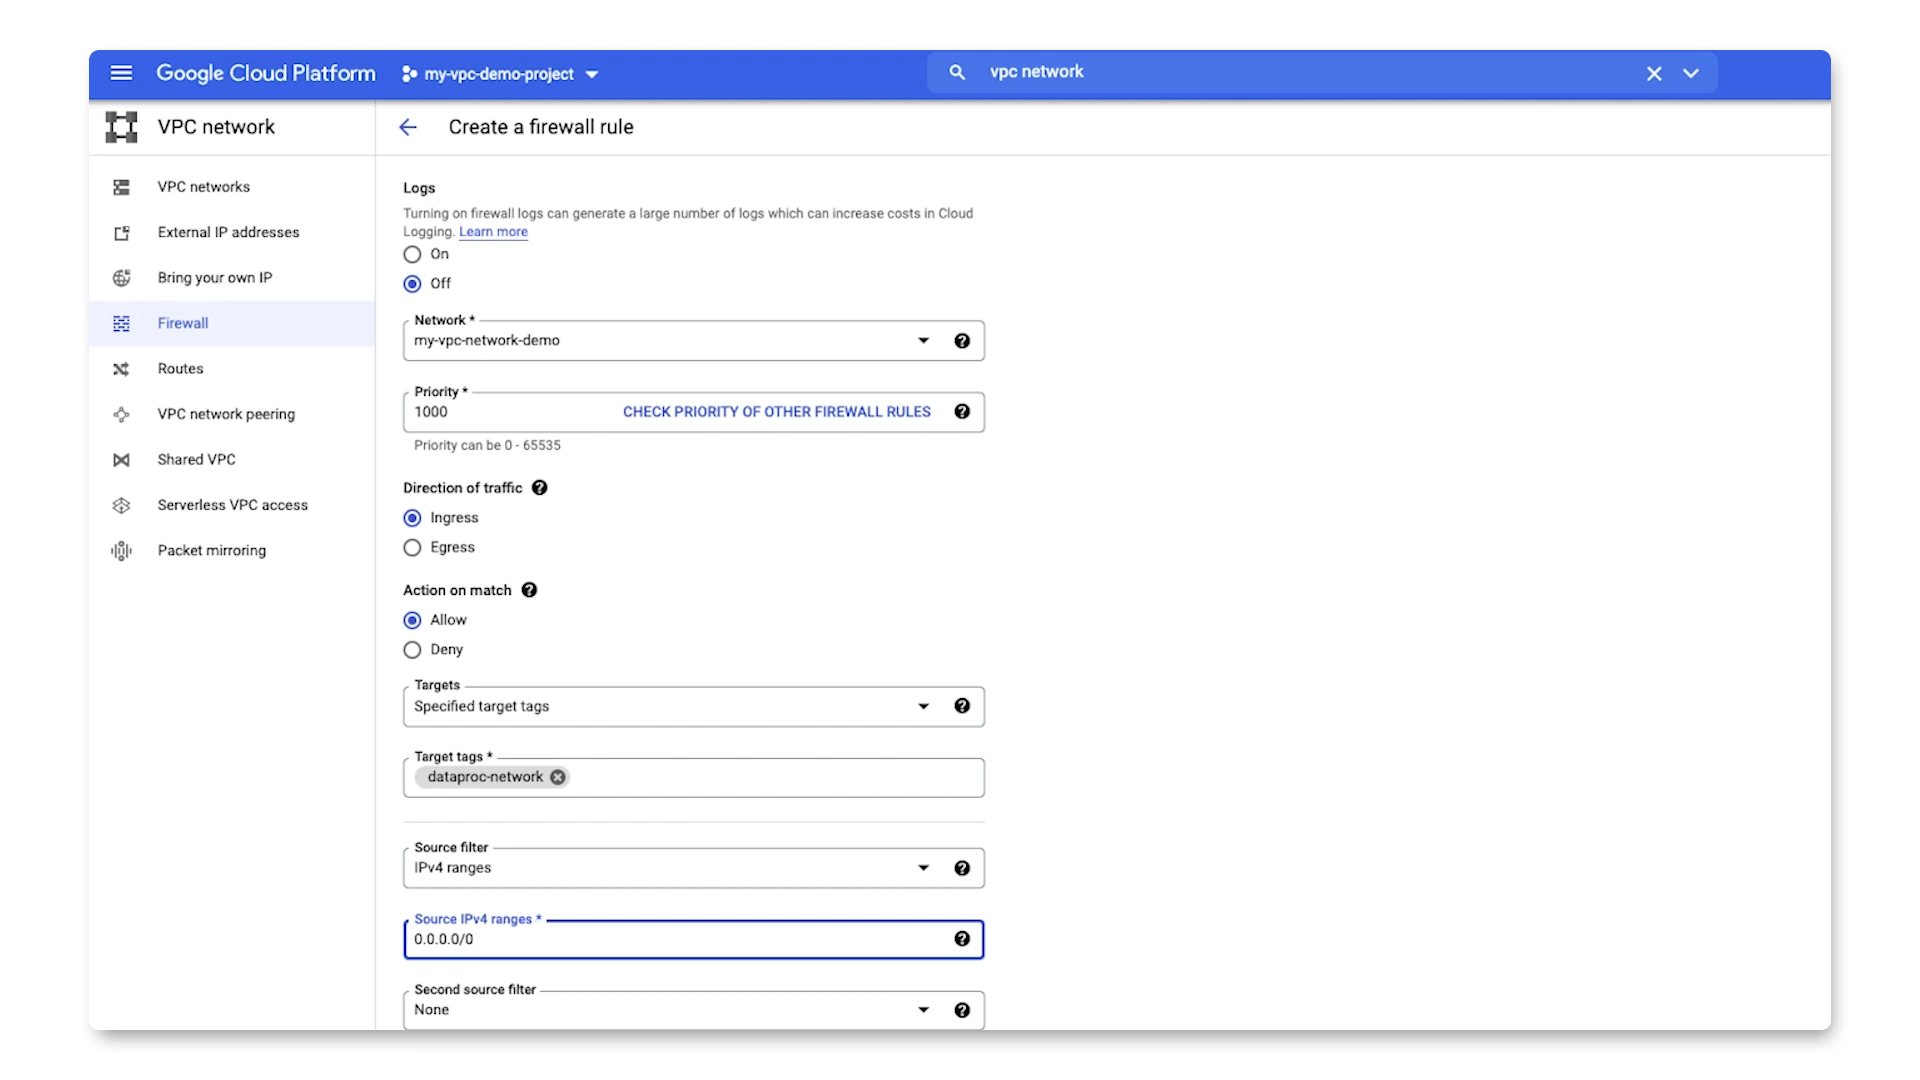 Google Cloud Platform my-vpc-demo-project vpc network
VPC network
Create a firewall rule
VPC networks
External IP addresses
Bring your own IP
Firewall
Routes
VPC network peering
Shared VPC
Serverless VPC access
Packet mirroring
Logs
Turning on firewall logs can generate a large number of logs which can increase costs in Cloud
Logging. Learn more
On
Off
Network *
my-vpc-network-demo
Priority *
1000 CHECK PRIORITY OF OTHER FIREWALL RULES
Priority can be 0 - 65535
Direction of traffic
Ingress
Egress
Action on match
Allow
Deny
Targets
Specified target tags
Target tags *
dataproc-network
Source filter
IPv4 ranges
Source IPv4 ranges *
0.0.0.0/0
Second source filter
None